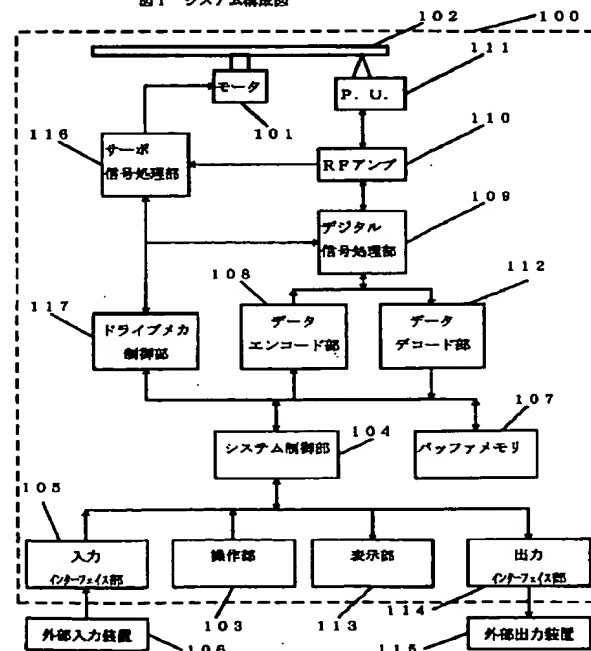 図1 システム構成図
102
100
111
モータ
P. U.
101
110
116
サーボ
信号処理部
RFアンプ
109
デジタル
信号処理部
108
112
117
ドライブメカ
制御部
データ
エンコード部
データ
デコード部
107
104
システム制御部
バッファメモリ
105
入力
インターフェイス部
操作部
表示部
出力
インターフェイス部
114
外部入力装置
106
103
113
115
外部出力装置